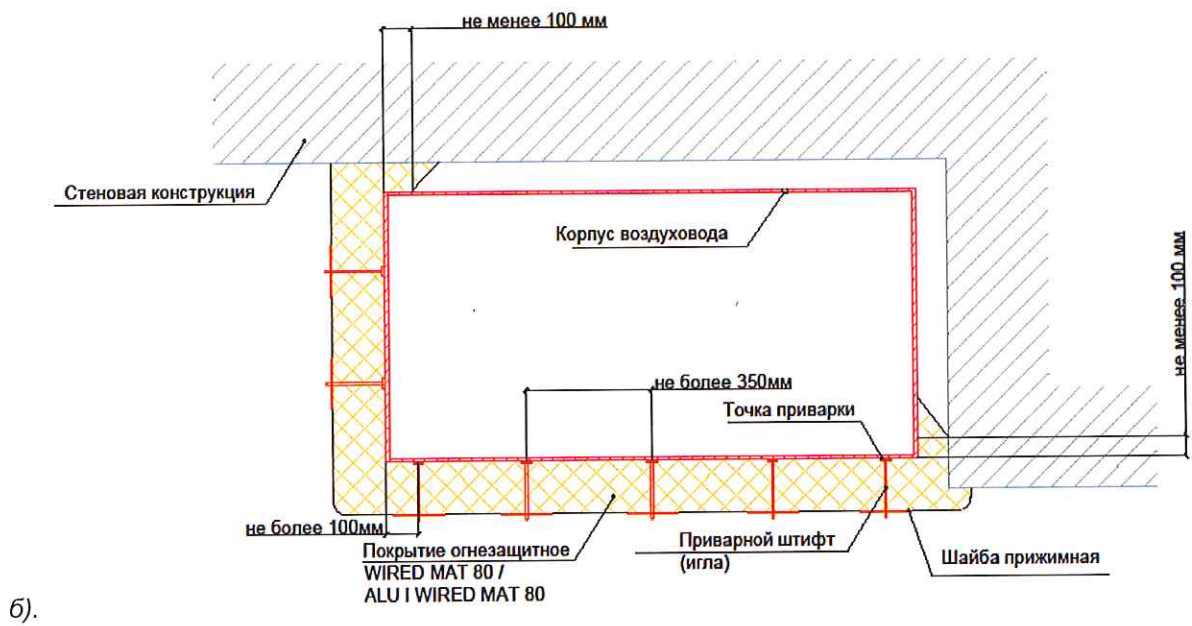 не менее 100 мм
Стеновая конструкция
Корпус воздуховода
не менее 100 мм
не более 350мм
Точка приварки
не более 100мм
Покрытие огнезащитное
WIRED MAT 80 /
ALU I WIRED MAT 80
Приварной штифт
(игла)
Шайба прижимная
б).